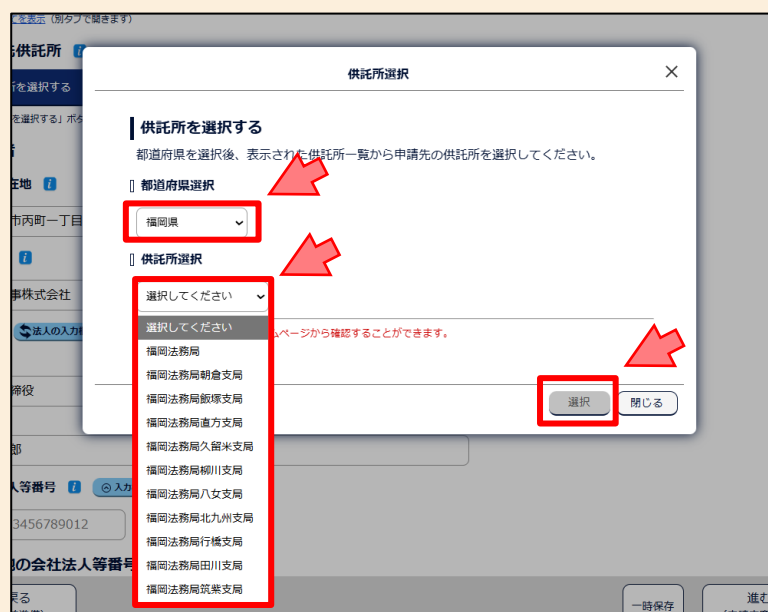 を表示（別タブで開きます）
供託所
を選択する
供託所選択
を選択する」ボタ
供託所を選択する
都道府県を選択後、表示された供託所一覧から申請先の供託所を選択してください。
在地
都道府県選択
市丙町一丁目
福岡県
供託所選択
事株式会社
選択してください
法人の入力
選択してください
ページから確認することができます。
福岡法務局
福岡法務局朝倉支局
締役
福岡法務局飯塚支局
選択
閉じる
福岡法務局直方支局
郎
福岡法務局久留米支局
福岡法務局柳川支局
人等番号
入力
福岡法務局八女支局
3456789012
福岡法務局北九州支局
福岡法務局行橋支局
の会社法人等番号
福岡法務局田川支局
福岡法務局筑紫支局
戻る
一時保存
進む